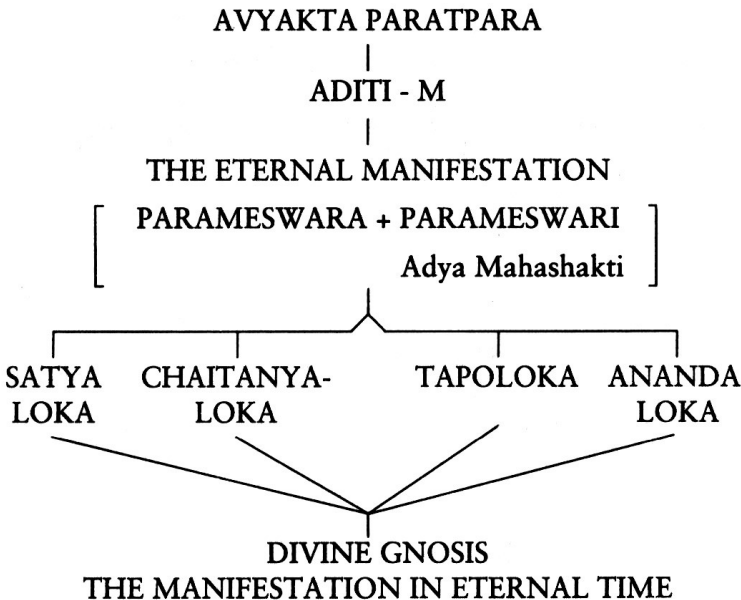 AVYAKTA PARATPARA
ADITI - M
THE ETERNAL MANIFESTATION
PARAMESWARA + PARAMESWARI
Adya Mahashakti
SATYA CHAITANYA- TAPOLOKA ANANDA
LOKA LOKA LOKA
DIVINE GNOSIS
THE MANIFESTATION IN ETERNAL TIME